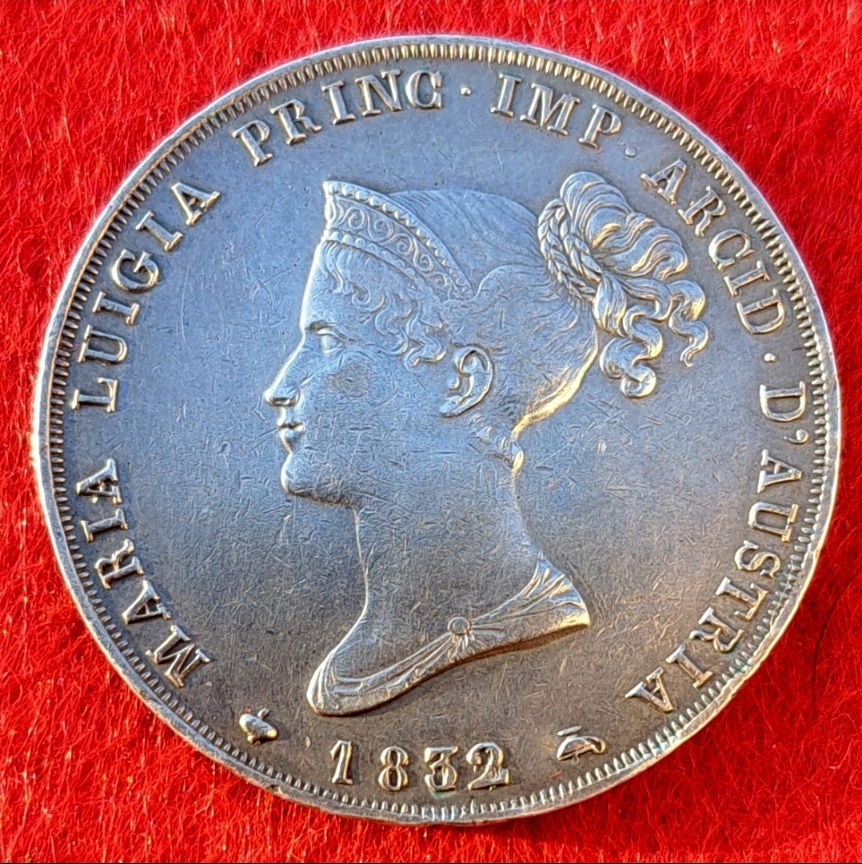 MARIA LUIGIA PRINC · IMP · ARCID · D'AUSTRIA
1832